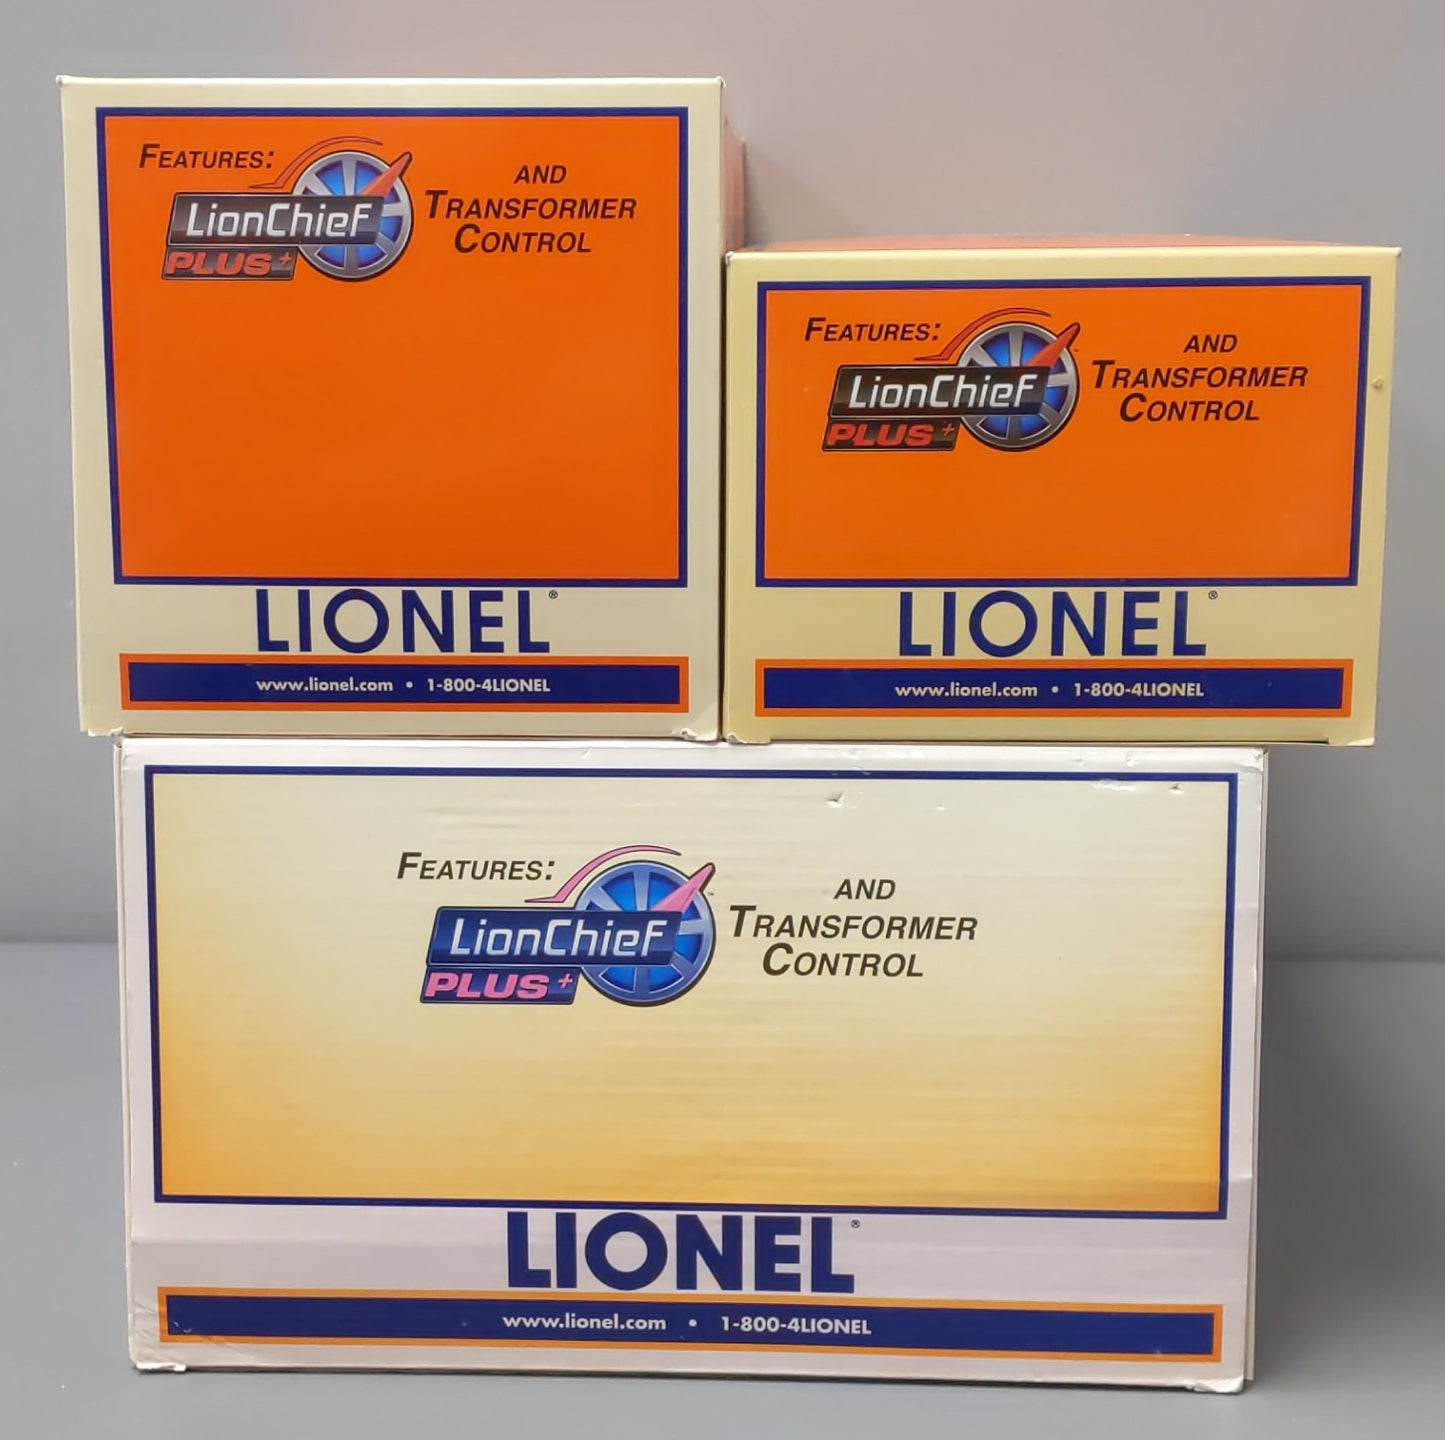 FEATURES:
LionChief
PLUS+
AND
TRANSFORMER
CONTROL
LIONEL®
www.lionel.com • 1-800-4LIONEL
FEATURES:
LionChief
PLUS+
AND
TRANSFORMER
CONTROL
LIONEL®
www.lionel.com • 1-800-4LIONEL
FEATURES:
LionChief
PLUS+
AND
TRANSFORMER
CONTROL
LIONEL®
www.lionel.com • 1-800-4LIONEL